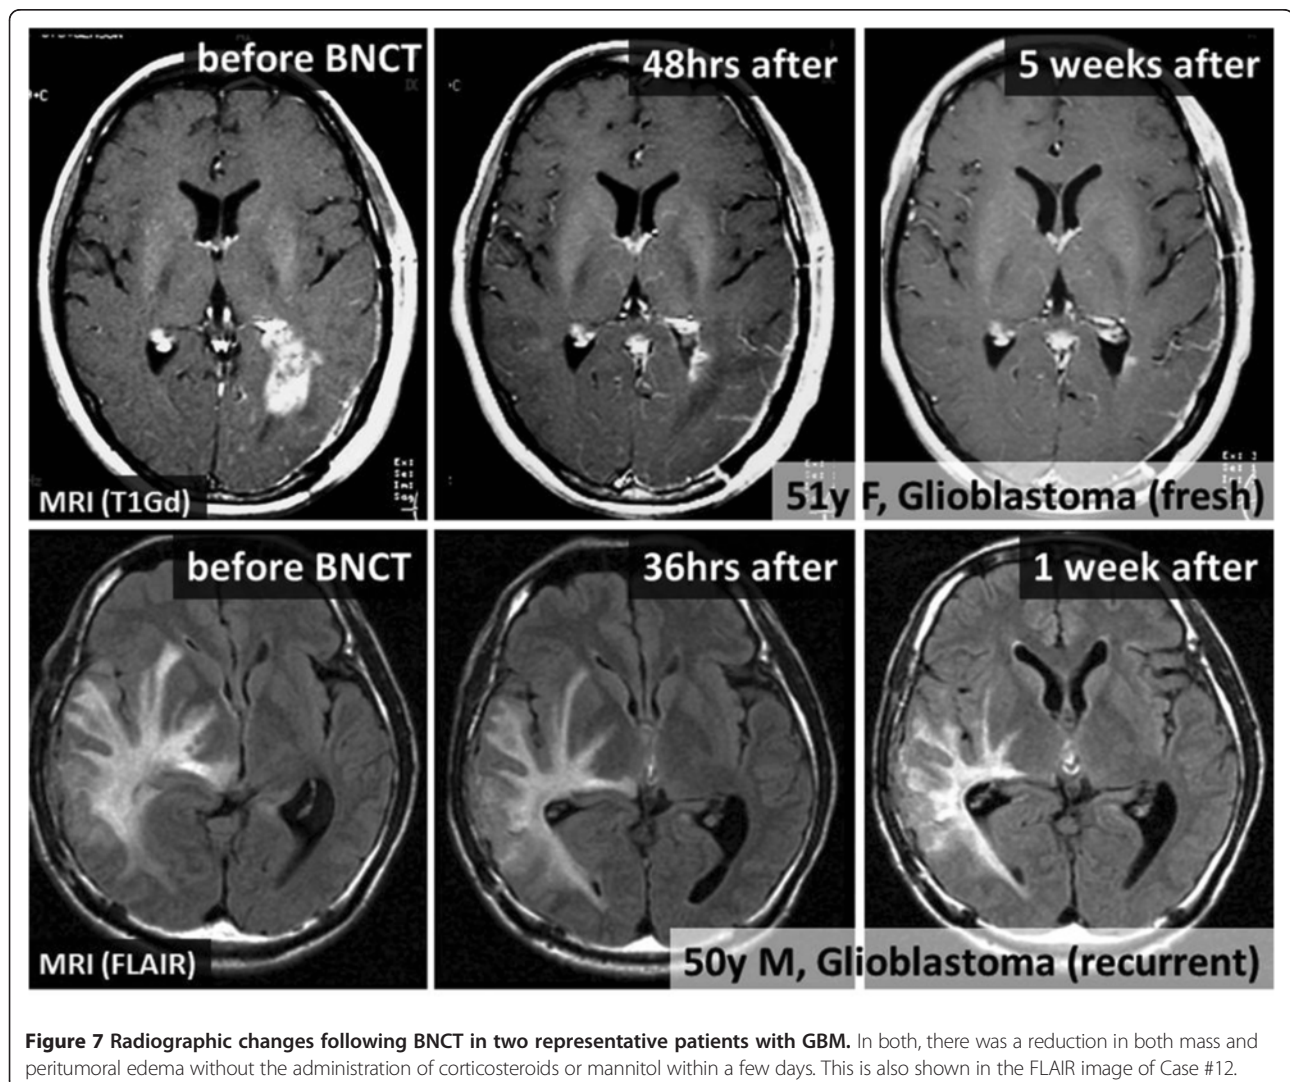 before BNCT
48hrs after
5 weeks after
+C
MRI (T1Gd)
51y F, Glioblastoma (fresh)
before BNCT
36hrs after
1 week after
MRI (FLAIR)
50y M, Glioblastoma (recurrent)
Figure 7 Radiographic changes following BNCT in two representative patients with GBM. In both, there was a reduction in both mass and
peritumoral edema without the administration of corticosteroids or mannitol within a few days. This is also shown in the FLAIR image of Case #12.